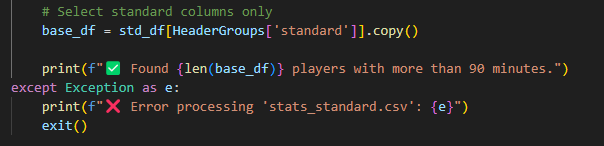 # Select standard columns only
base_df = std_df[HeaderGroups['standard']].copy()
print(f"✅ Found {len(base_df)} players with more than 90 minutes.")
except Exception as e:
print(f"❌ Error processing 'stats_standard.csv': {e}")
exit()